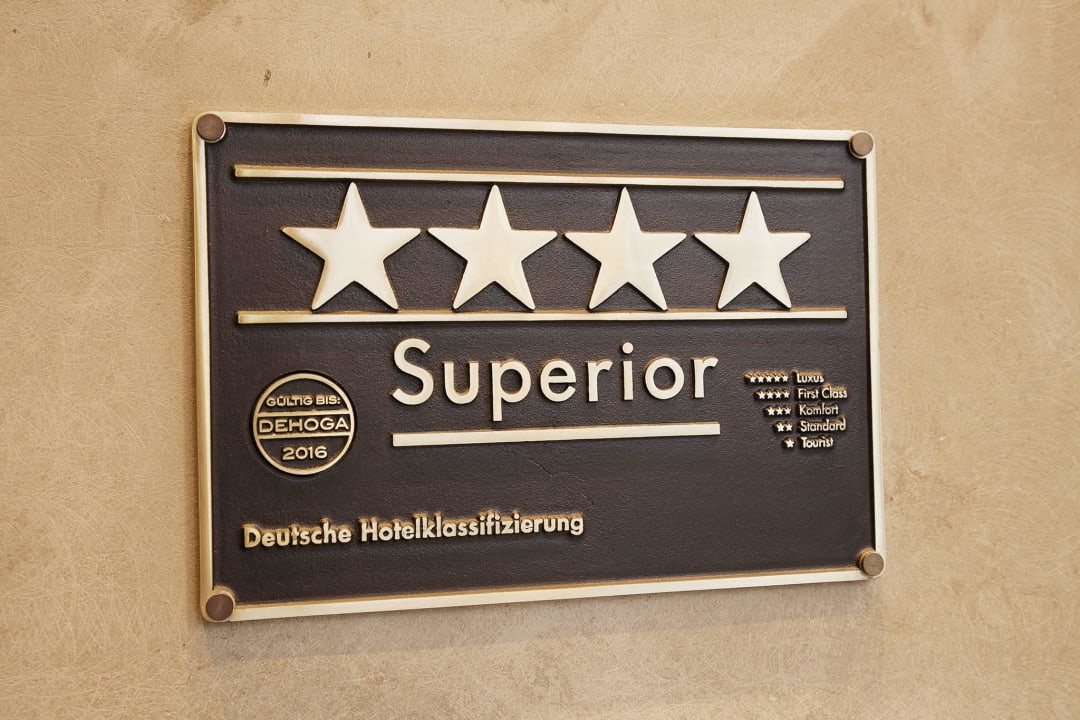 Superior
GÜLTIG BIS:
DEHOGA
2016
Luxus
First Class
Komfort
Standard
Tourist
Deutsche Hotelklassifizierung